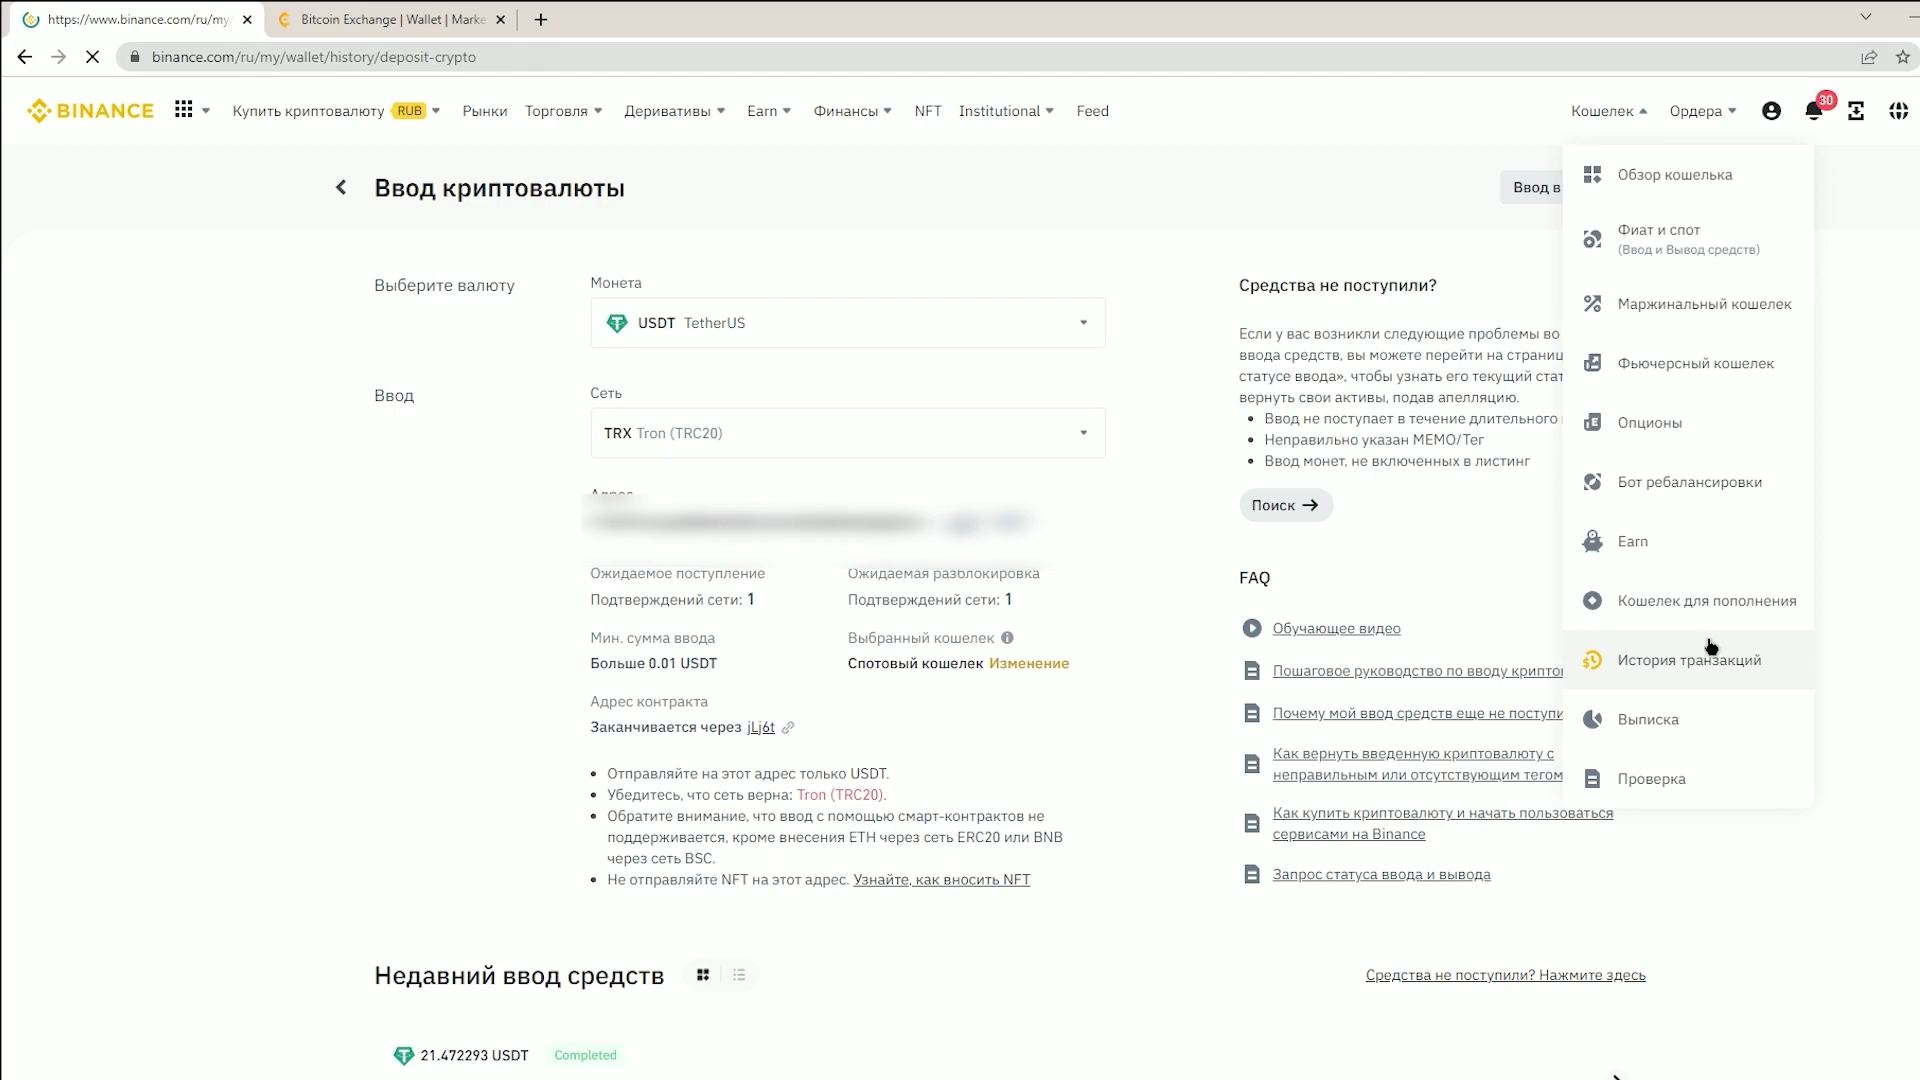 https://www.binance.com/ru/my/
Bitcoin Exchange | Wallet | Marke
binance.com/ru/my/wallet/history/deposit-crypto
BINANCE
Купить криптовалюту RUB
Рынки
Торговля
Деривативы
Earn
Финансы
NFT
Institutional
Feed
Кошелек
Ордера
30
Ввод криптовалюты
Ввод в
Обзор кошелька
Фиат и спот
(Ввод и Вывод средств)
Маржинальный кошелек
Фьючерсный кошелек
Опционы
Бот ребалансировки
Earn
Кошелек для пополнения
История транзакций
Выписка
Проверка
Выберите валюту
Монета
USDT TetherUS
Ввод
Сеть
TRX Tron (TRC20)
Адрес
Ожидаемое поступление
Подтверждений сети: 1
Ожидаемая разблокировка
Подтверждений сети: 1
Мин. сумма ввода
Больше 0.01 USDT
Выбранный кошелек
Спотовый кошелек Изменение
Адрес контракта
Заканчивается через jLj6t
• Отправляйте на этот адрес только USDT.
• Убедитесь, что сеть верна: Tron (TRC20).
• Обратите внимание, что ввод с помощью смарт-контрактов не
поддерживается, кроме внесения ETH через сеть ERC20 или BNB
через сеть BSC.
• Не отправляйте NFT на этот адрес. Узнайте, как вносить NFT
Средства не поступили?
Если у вас возникли следующие проблемы во
ввода средств, вы можете перейти на страниц
статусе ввода», чтобы узнать его текущий стат
вернуть свои активы, подав апелляцию.
• Ввод не поступает в течение длительного
• Неправильно указан MEMO/Тег
• Ввод монет, не включенных в листинг
Поиск →
FAQ
Обучающее видео
Пошаговое руководство по вводу крипто
Почему мой ввод средств еще не поступи
Как вернуть введенную криптовалюту с
неправильным или отсутствующим тегом
Как купить криптовалюту и начать пользоваться
сервисами на Binance
Запрос статуса ввода и вывода
Недавний ввод средств
Средства не поступили? Нажмите здесь
21.472293 USDT Completed